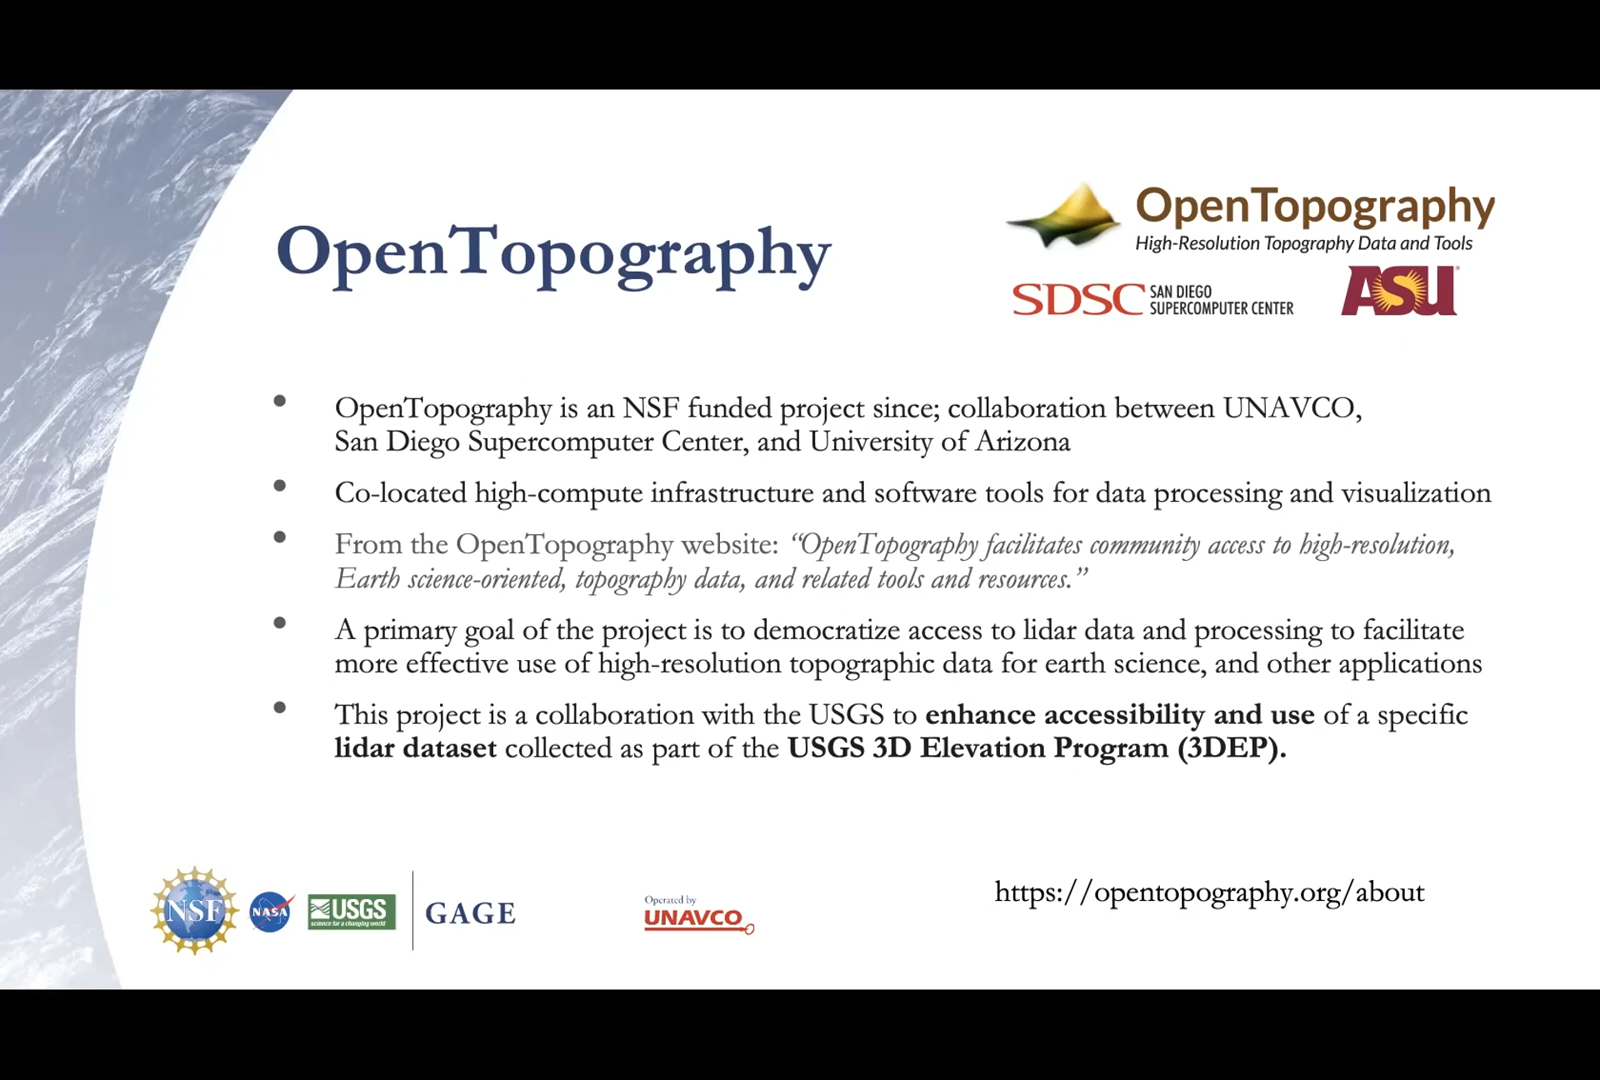 OpenTopography
OpenTopography
High-Resolution Topography Data and Tools
SDSC SAN DIEGO
SUPERCOMPUTER CENTER
ASU
• OpenTopography is an NSF funded project since; collaboration between UNAVCO,
San Diego Supercomputer Center, and University of Arizona
• Co-located high-compute infrastructure and software tools for data processing and visualization
• From the OpenTopography website: “OpenTopography facilitates community access to high-resolution,
Earth science-oriented, topography data, and related tools and resources.”
• A primary goal of the project is to democratize access to lidar data and processing to facilitate
more effective use of high-resolution topographic data for earth science, and other applications
• This project is a collaboration with the USGS to enhance accessibility and use of a specific
lidar dataset collected as part of the USGS 3D Elevation Program (3DEP).
NSF
NASA
USGS
science for a changing world
GAGE
Operated by
UNAVCO
https://opentopography.org/about